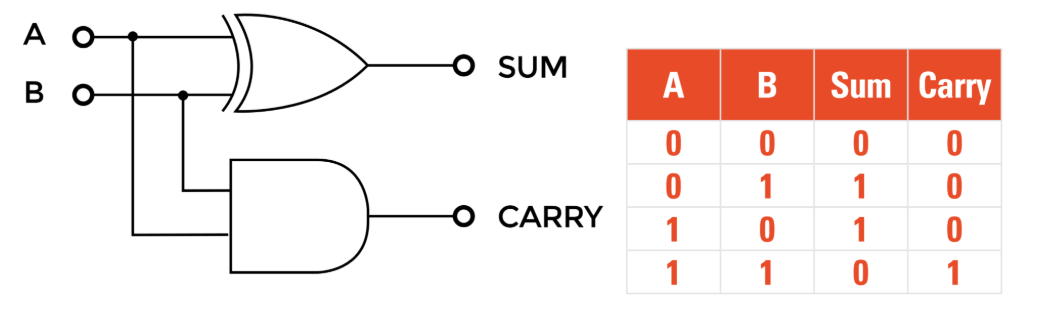 A
B
SUM
CARRY
A B Sum Carry
0 0 0 0
0 1 1 0
1 0 1 0
1 1 0 1